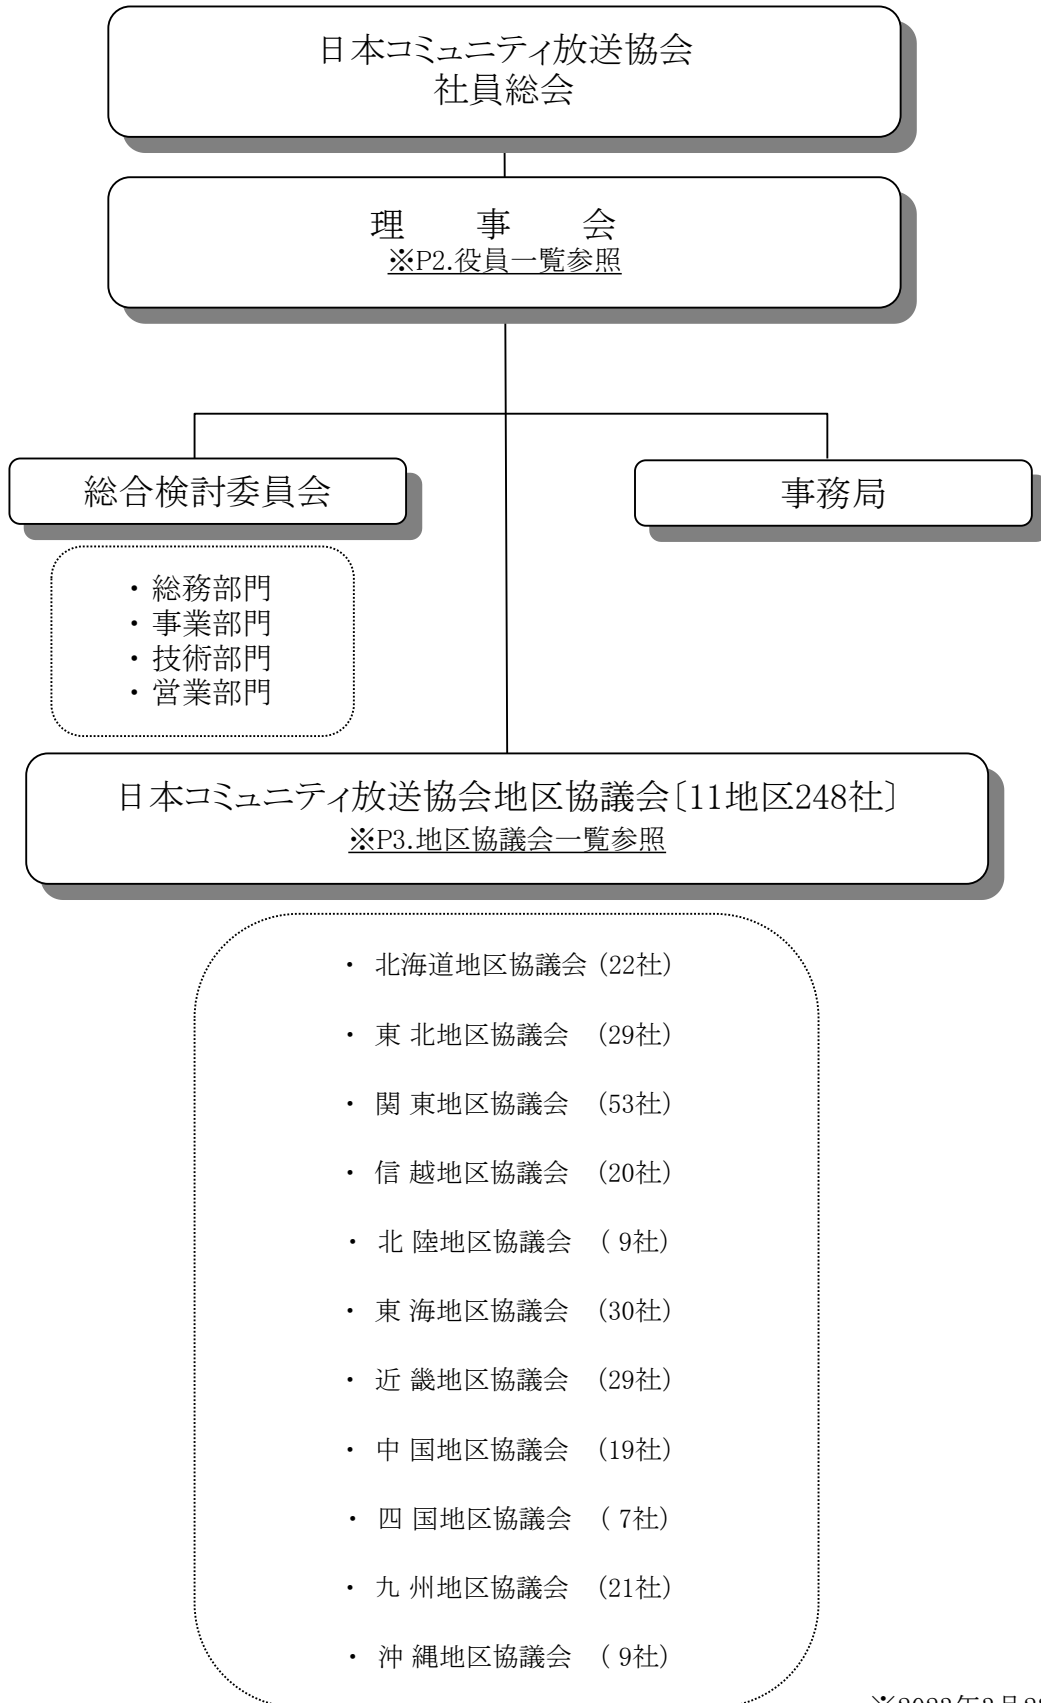 日本コミュニティ放送協会
社員総会
理　事　会
※P2.役員一覧参照
総合検討委員会
事務局
・ 総務部門
・ 事業部門
・ 技術部門
・ 営業部門
日本コミュニティ放送協会地区協議会〔11地区248社〕
※P3.地区協議会一覧参照
・ 北海道地区協議会 (22社)
・ 東 北地区協議会 (29社)
・ 関 東地区協議会 (53社)
・ 信 越地区協議会 (20社)
・ 北 陸地区協議会 ( 9社)
・ 東 海地区協議会 (30社)
・ 近 畿地区協議会 (29社)
・ 中 国地区協議会 (19社)
・ 四 国地区協議会 ( 7社)
・ 九 州地区協議会 (21社)
・ 沖 縄地区協議会 ( 9社)